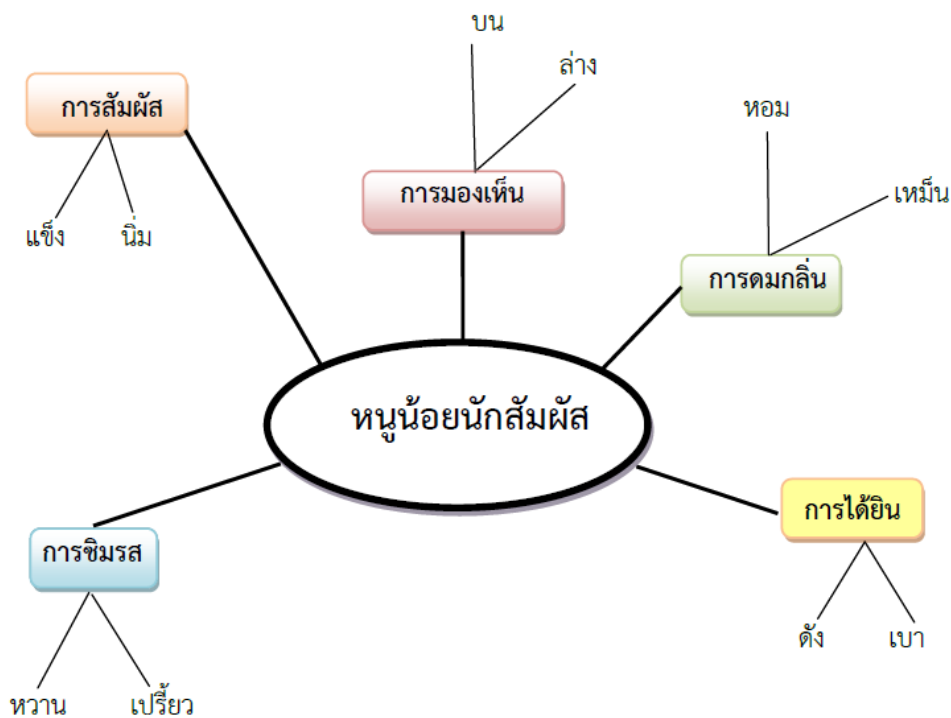 บน
ล่าง
การสัมผัส
หอม
การมองเห็น
เหม็น
แข็ง
นิ่ม
การดมกลิ่น
หนูน้อยนักสัมผัส
การได้ยิน
การชิมรส
ดัง
เบา
หวาน
เปรี้ยว